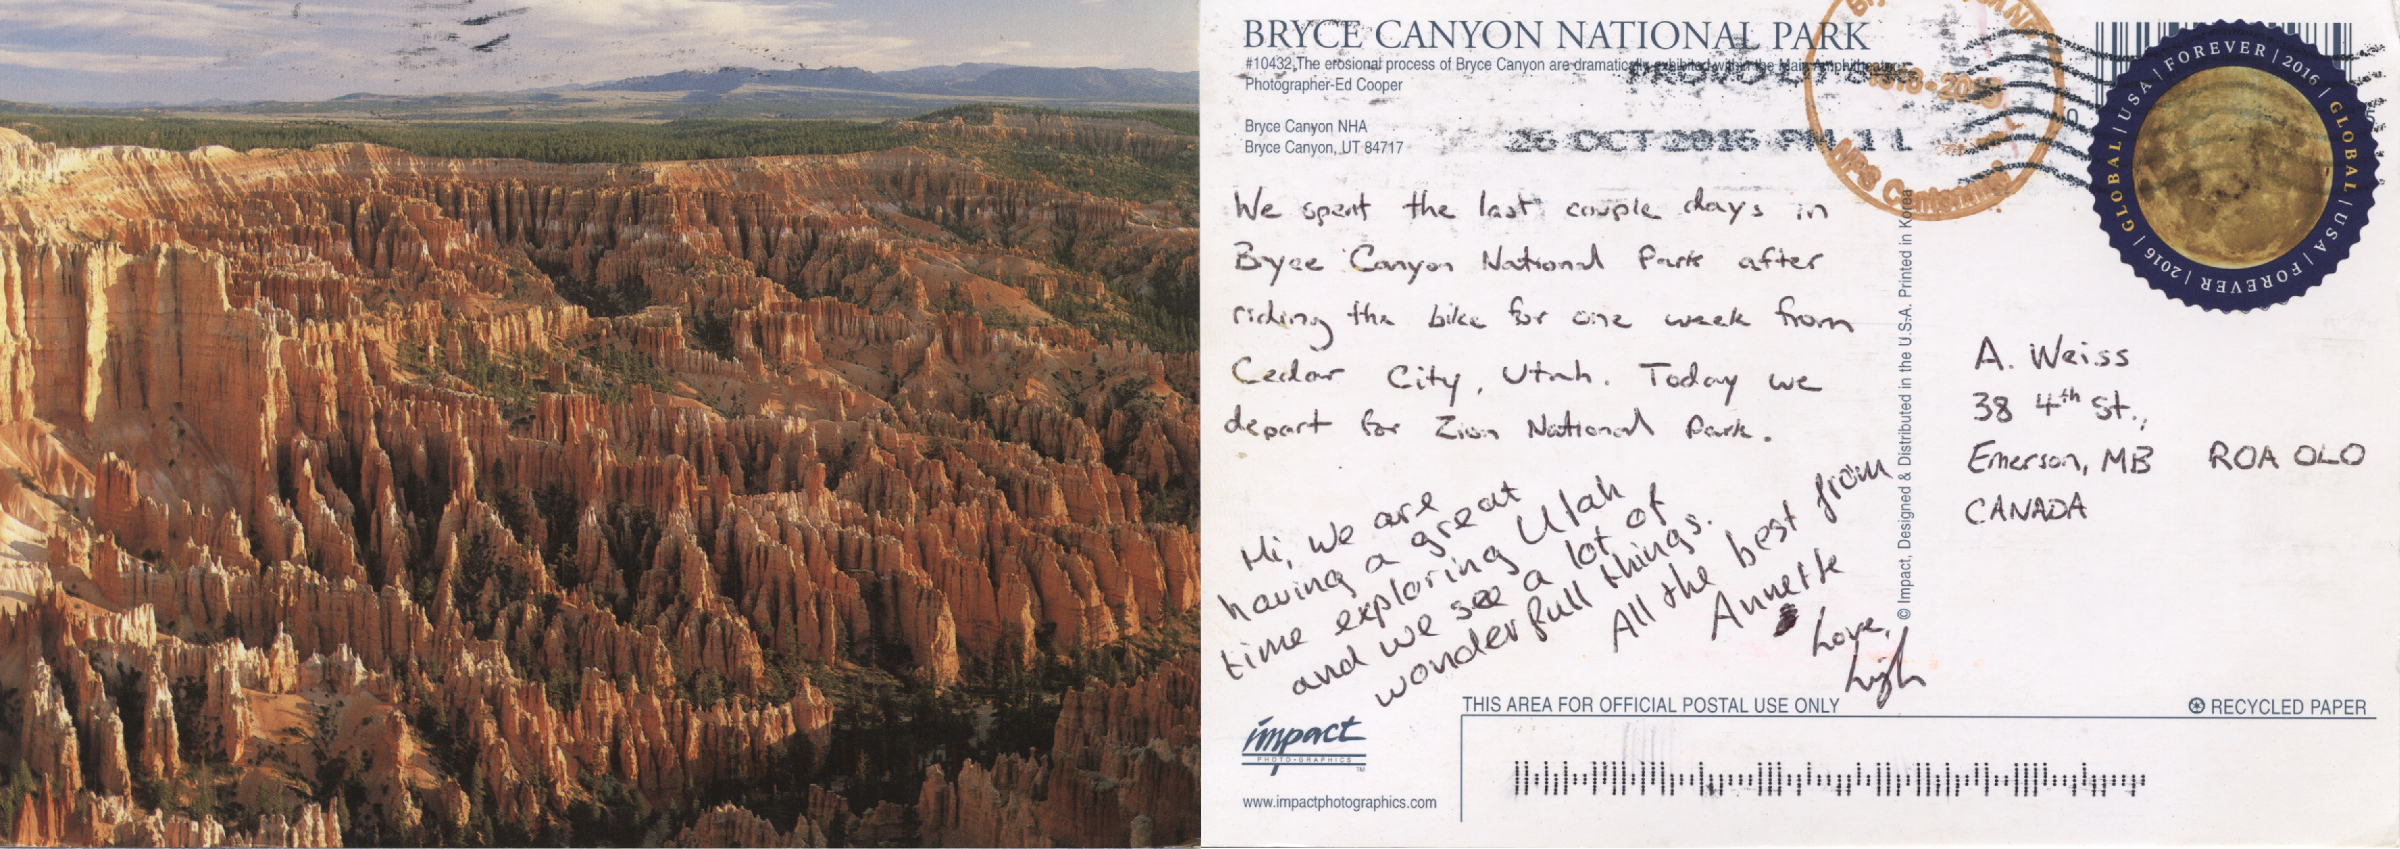 BRYCE CANYON NATIONAL PARK
#10432 The erosional process of Bryce Canyon are dramatically exhibited within the Main Amphitheater.
Photographer-Ed Cooper
Bryce Canyon NHA
Bryce Canyon, UT 84717
PROVO UT
26 OCT 2016 PM 1 L
NPS Centennial
GLOBAL | USA | FOREVER | 2016 | GLOBAL | USA | FOREVER | 2016 |
We spent the last couple days in
Bryce Canyon National Park after
riding the bike for one week from
Cedar City, Utah. Today we
depart for Zion National Park.
Hi, we are
having a great
time exploring Utah
and we see a lot of
wonderfull things.
All the best from
Annette
Love,
© Impact, Designed & Distributed in the U.S.A. Printed in Korea
A. Weiss
38 4th St.,
Emerson, MB R0A 0L0
CANADA
THIS AREA FOR OFFICIAL POSTAL USE ONLY
RECYCLED PAPER
impact
PHOTO-GRAPHICS
TM
www.impactphotographics.com